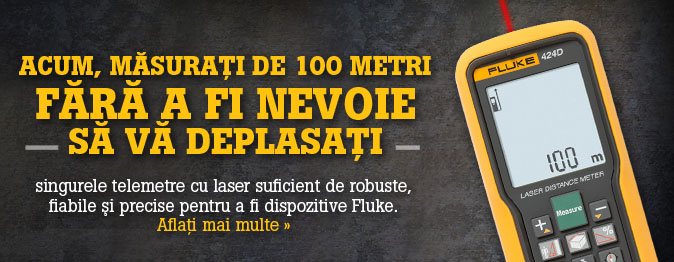 ACUM, MĂSURAȚI DE 100 METRI
FĂRĂ A FI NEVOIE
SĂ VĂ DEPLASAȚI
singurele telemetre cu laser suficient de robuste,
fiabile și precise pentru a fi dispozitive Fluke.
Aflați mai multe »
FLUKE 424D
100 m
LASER DISTANCE METER
Measure
+
−
%